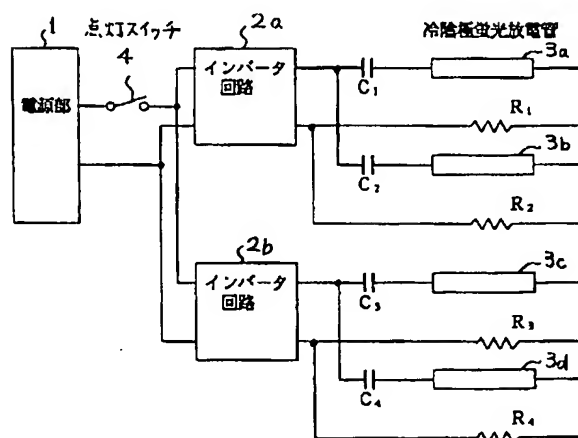 1
電源部
点灯スイッチ
4
2a
インバータ
回路
2b
インバータ
回路
冷陰極蛍光放電管
3a
C₁
R₁
3b
C₂
R₂
3c
C₃
R₃
3d
C₄
R₄